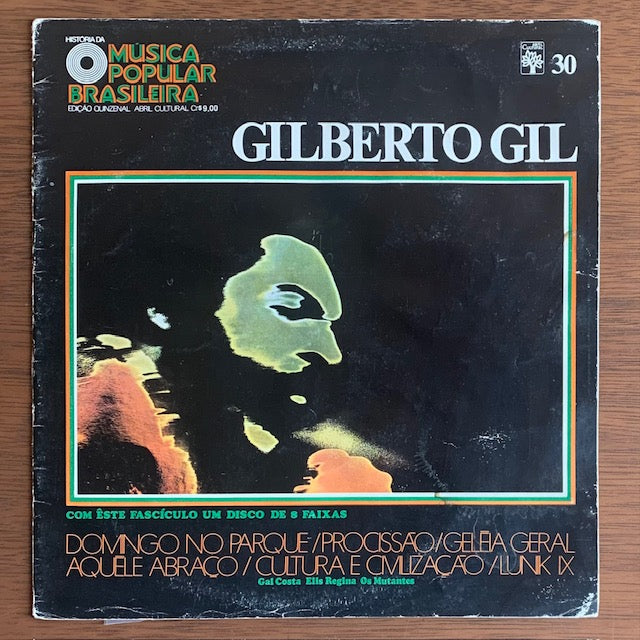 HISTÓRIA DA
MÚSICA
POPULAR
BRASILEIRA
EDIÇÃO QUINZENAL ABRIL CULTURAL Cr$ 9,00
30
GILBERTO GIL
COM ÊSTE FASCÍCULO UM DISCO DE 8 FAIXAS
DOMINGO NO PARQUE/PROCISSÃO/GELÉIA GERAL
AQUÊLE ABRAÇO / CULTURA E CIVILIZAÇÃO / LUNIK IX
Gal Costa Elis Regina Os Mutantes